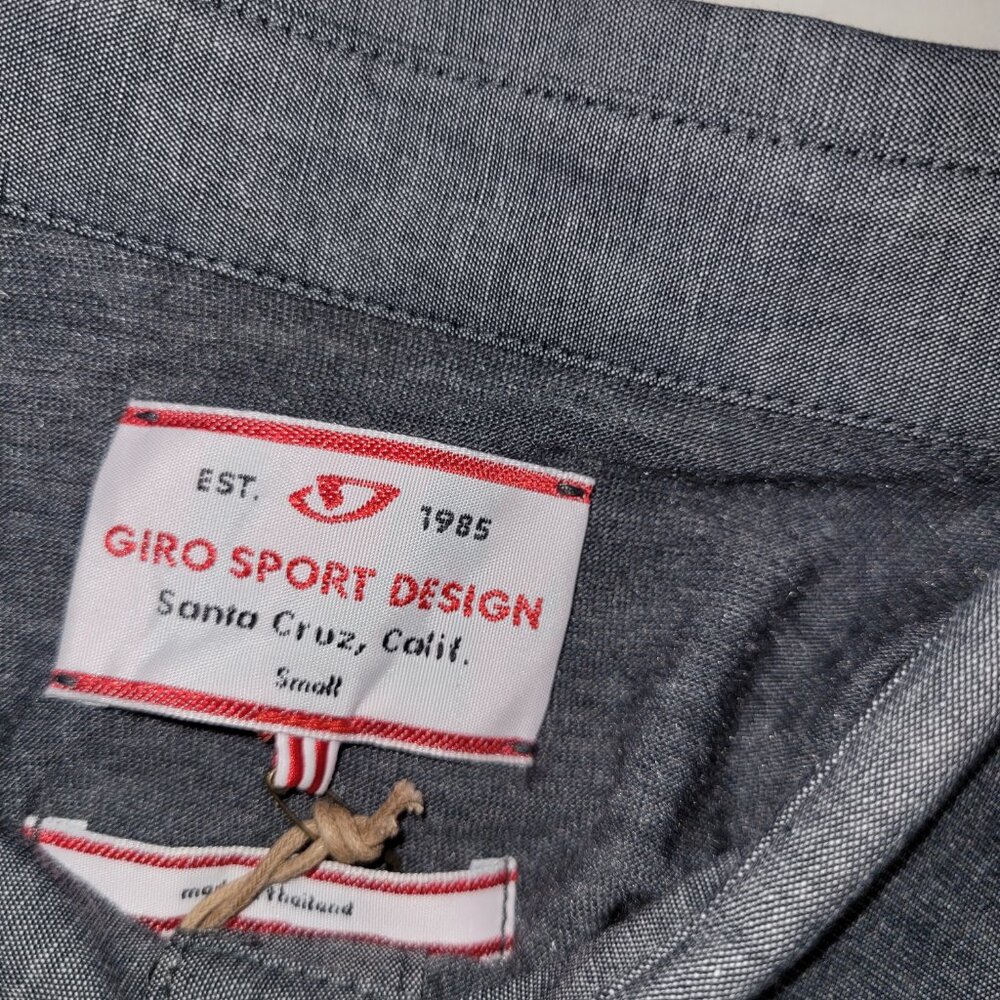 EST. 1985
GIRO SPORT DESIGN
Santa Cruz, Calif.
Small
Thailand